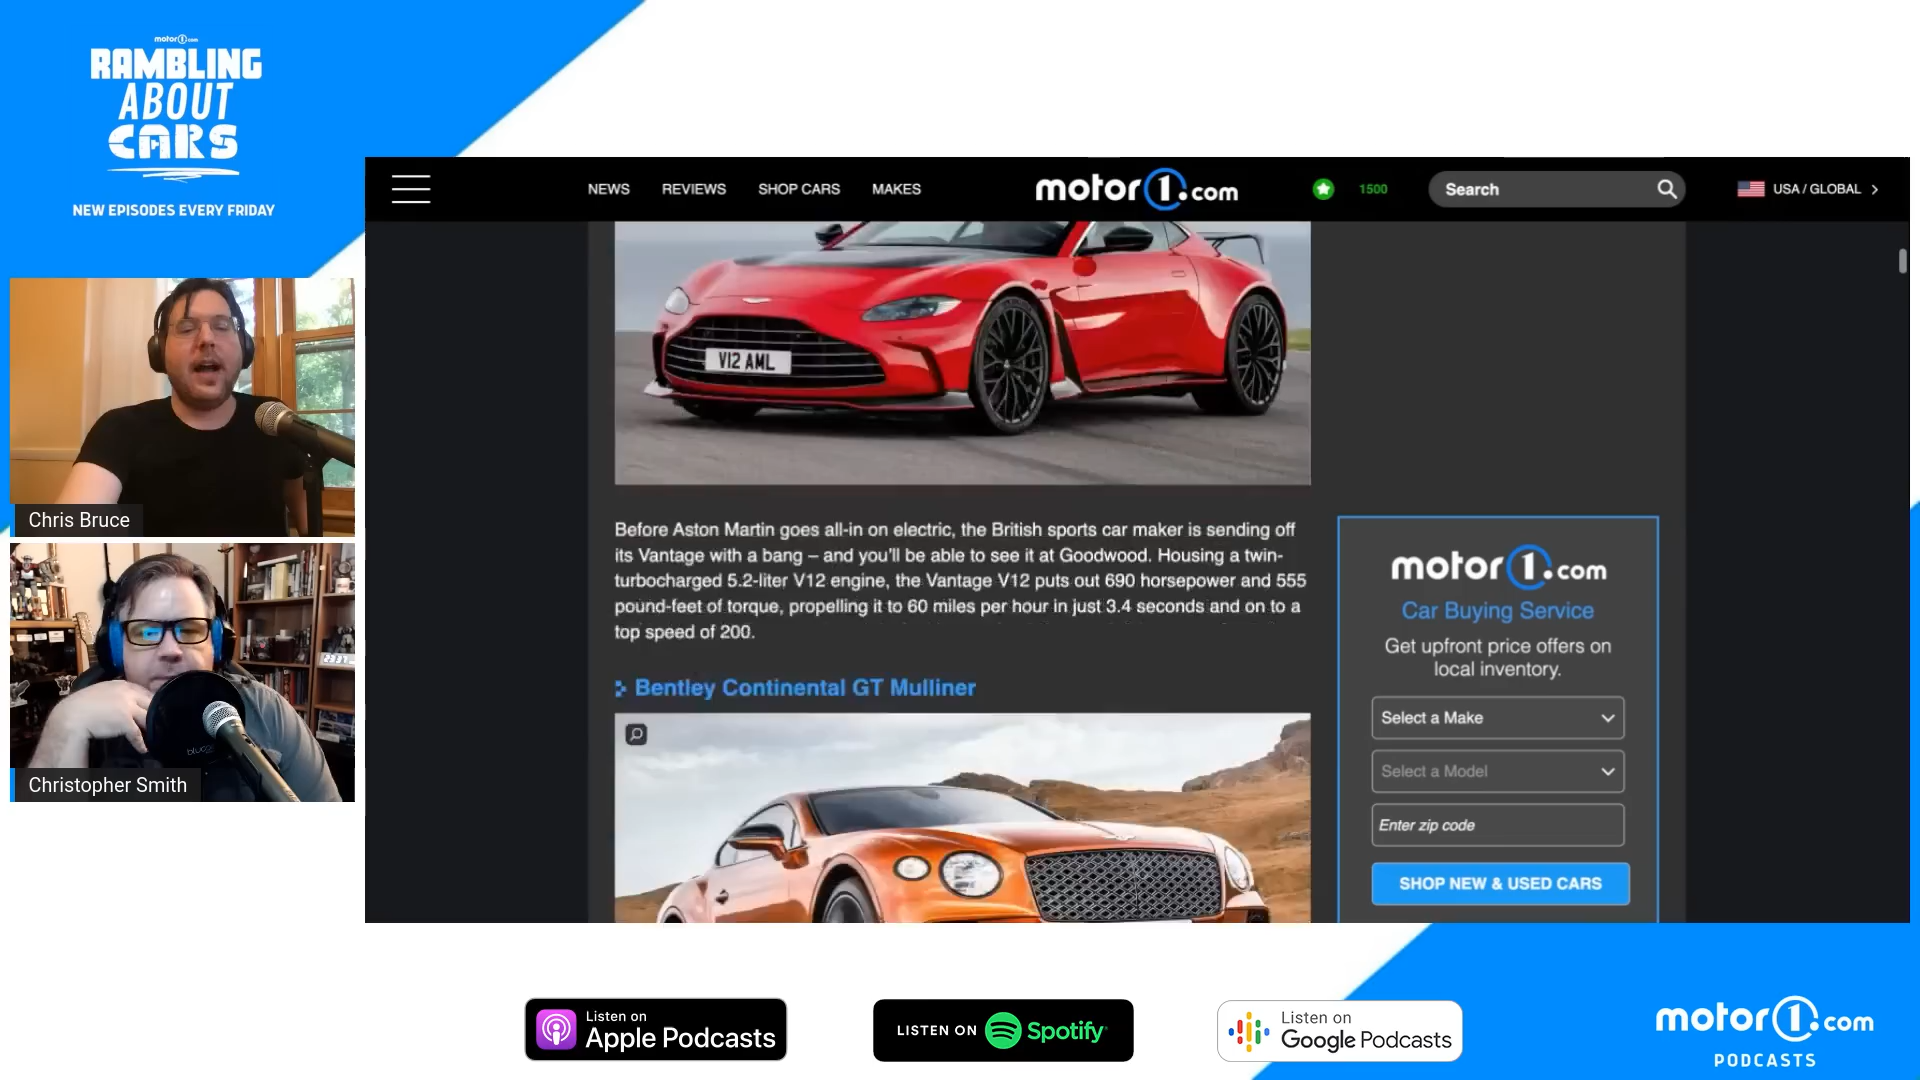 motor1.com
RAMBLING
ABOUT
CARS
NEW EPISODES EVERY FRIDAY
Chris Bruce
Christopher Smith
NEWS
REVIEWS
SHOP CARS
MAKES
motor1.com
1500
Search
USA / GLOBAL
V12 AML
Before Aston Martin goes all-in on electric, the British sports car maker is sending off
its Vantage with a bang – and you'll be able to see it at Goodwood. Housing a twin-
turbocharged 5.2-liter V12 engine, the Vantage V12 puts out 690 horsepower and 555
pound-feet of torque, propelling it to 60 miles per hour in just 3.4 seconds and on to a
top speed of 200.
Bentley Continental GT Mulliner
motor1.com
Car Buying Service
Get upfront price offers on
local inventory.
Select a Make
Select a Model
Enter zip code
SHOP NEW & USED CARS
Listen on
Apple Podcasts
LISTEN ON Spotify
Listen on
Google Podcasts
motor1.com
PODCASTS